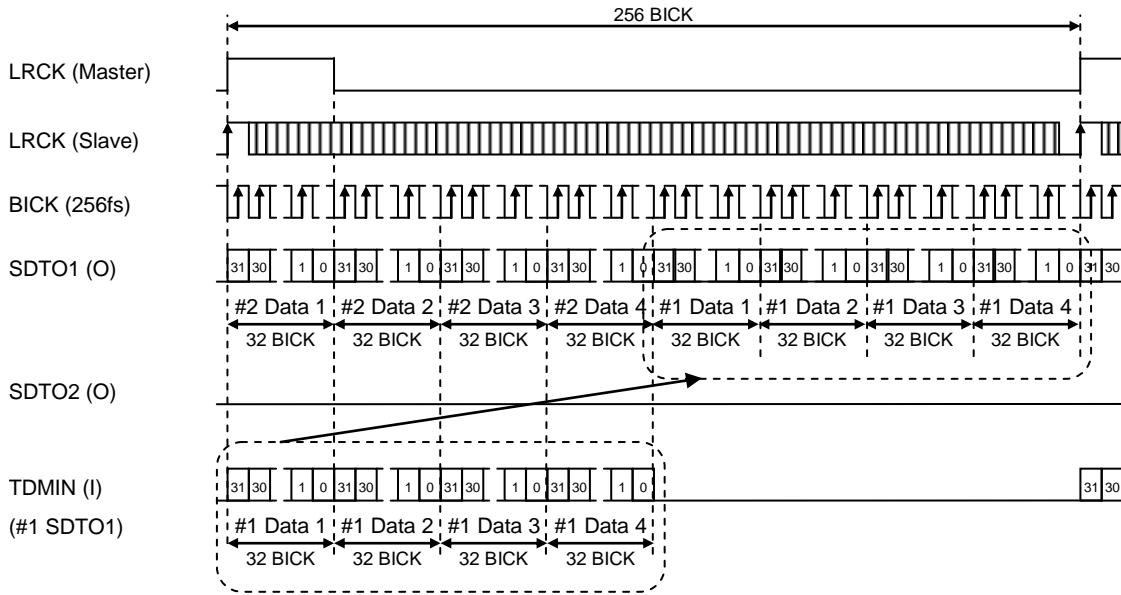 256 BICK
LRCK (Master)
LRCK (Slave)
BICK (256fs)
SDTO1 (O)
31 30 1 0 31 30 1 0 31 30 1 0 31 30 1 0 31 30 1 0 31 30 1 0 31 30 1 0 31 30 1 0 31 30
#2 Data 1 #2 Data 2 #2 Data 3 #2 Data 4 #1 Data 1 #1 Data 2 #1 Data 3 #1 Data 4
32 BICK 32 BICK 32 BICK 32 BICK 32 BICK 32 BICK 32 BICK 32 BICK
SDTO2 (O)
TDMIN (I)
31 30 1 0 31 30 1 0 31 30 1 0 31 30 1 0 31 30
(#1 SDTO1)
#1 Data 1 #1 Data 2 #1 Data 3 #1 Data 4
32 BICK 32 BICK 32 BICK 32 BICK